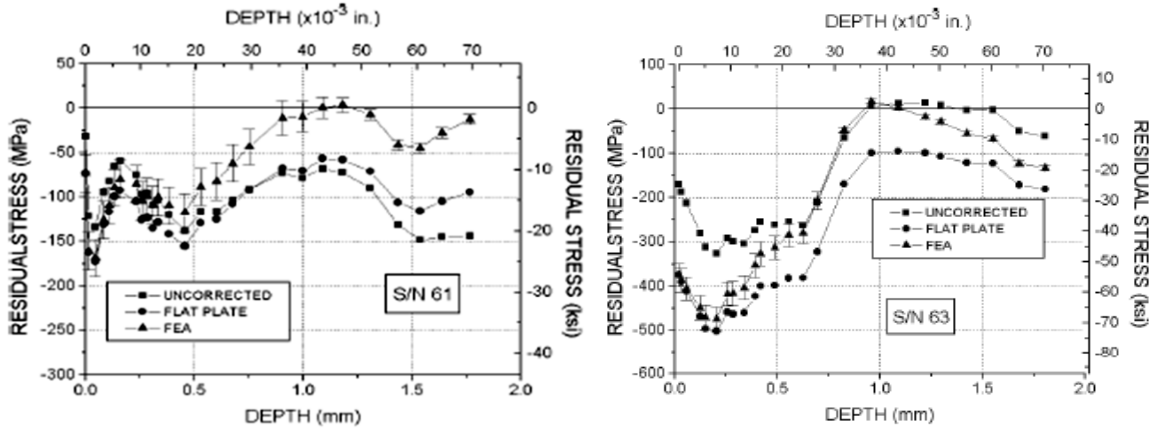 DEPTH (x10⁻³ in.)
0 10 20 30 40 50 60 70
RESIDUALSTRESS (MPa)
50
0
-50
-100
-150
-200
-250
-300
0
-10
-20
-30
-40
RESIDUAL STRESS (ksi)
UNCORRECTED
FLAT PLATE
FEA
S/N 61
0.0 0.5 1.0 1.5 2.0
DEPTH (mm)
DEPTH (x10⁻³ in.)
0 10 20 30 40 50 60 70
RESIDUALSTRESS (MPa)
100
0
-100
-200
-300
-400
-500
-600
10
0
-10
-20
-30
-40
-50
-60
-70
-80
RESIDUAL STRESS (ksi)
UNCORRECTED
FLAT PLATE
FEA
S/N 63
0.0 0.5 1.0 1.5 2.0
DEPTH (mm)